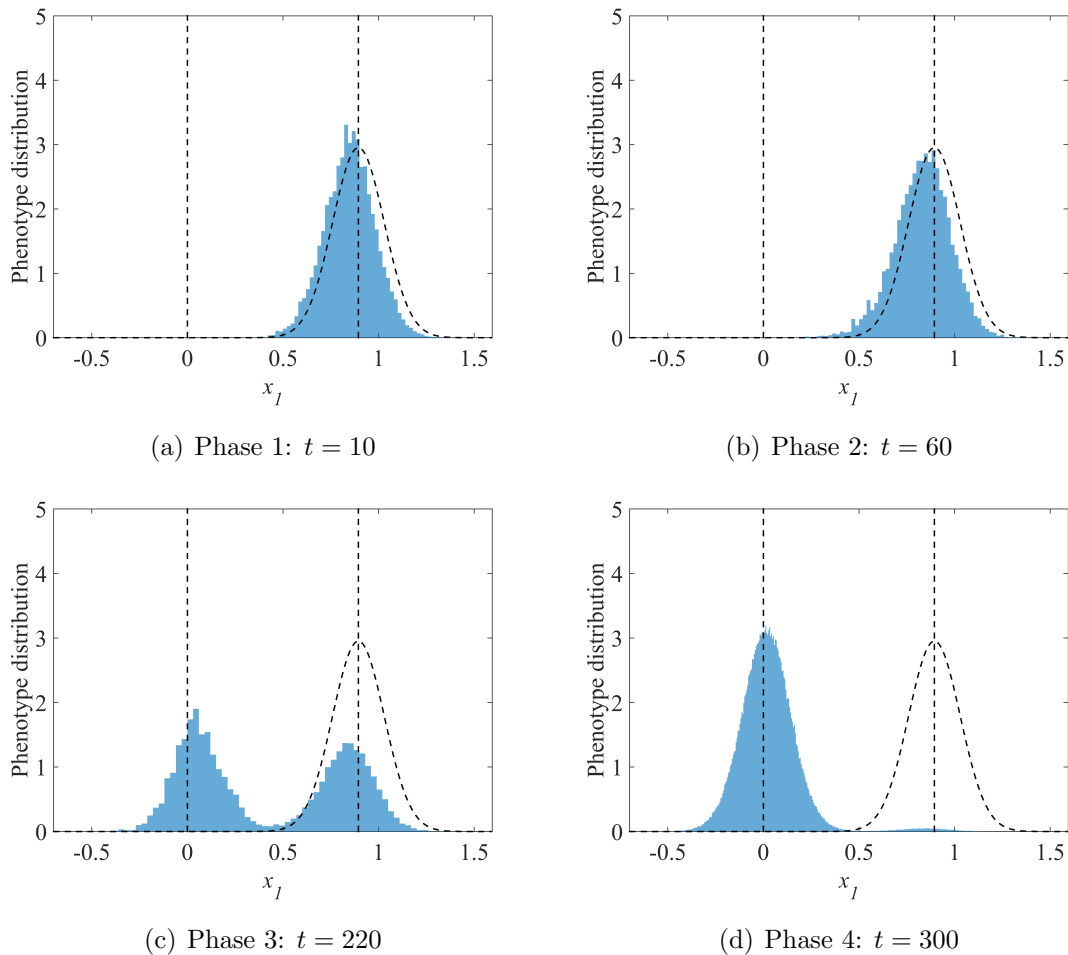 5
4
3
2
1
0
Phenotype distribution
-0.5 0 0.5 1 1.5
x1
(a) Phase 1: t = 10
5
4
3
2
1
0
Phenotype distribution
-0.5 0 0.5 1 1.5
x1
(b) Phase 2: t = 60
5
4
3
2
1
0
Phenotype distribution
-0.5 0 0.5 1 1.5
x1
(c) Phase 3: t = 220
5
4
3
2
1
0
Phenotype distribution
-0.5 0 0.5 1 1.5
x1
(d) Phase 4: t = 300